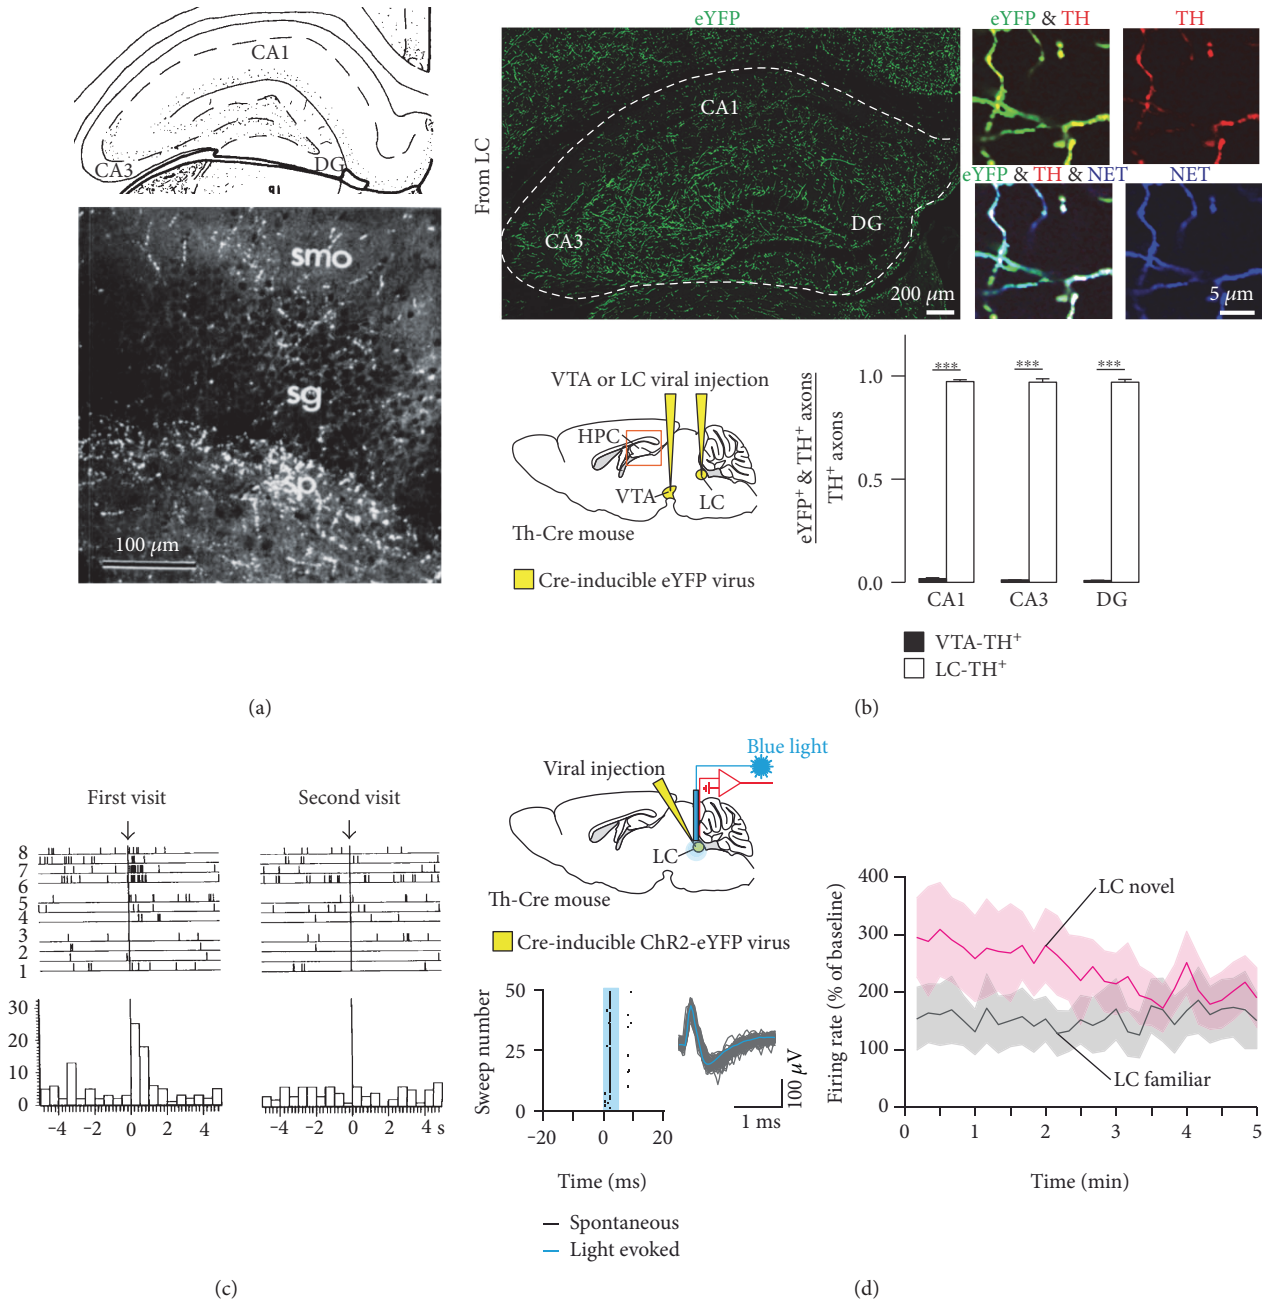 CA1
CA3
DG
smo
sg
sp
100 µm
(a)
eYFP
From LC
CA1
CA3
DG
200 µm
eYFP & TH
TH
eYFP & TH & NET
NET
5 µm
VTA or LC viral injection
HPC
VTA
LC
Th-Cre mouse
Cre-inducible eYFP virus
eYFP+ & TH+ axons
TH+ axons
1.0
0.5
0.0
*** *** ***
CA1 CA3 DG
VTA-TH+
LC-TH+
(b)
First visit
Second visit
8
7
6
5
4
3
2
1
30
20
10
0
-4 -2 0 2 4
-4 -2 0 2 4 s
(c)
Blue light
Viral injection
LC
Th-Cre mouse
Cre-inducible ChR2-eYFP virus
Sweep number
50
25
0
-20 0 20
Time (ms)
100 µV
1 ms
Spontaneous
Light evoked
Firing rate (% of baseline)
400
300
200
100
0
LC novel
LC familiar
0 1 2 3 4 5
Time (min)
(d)